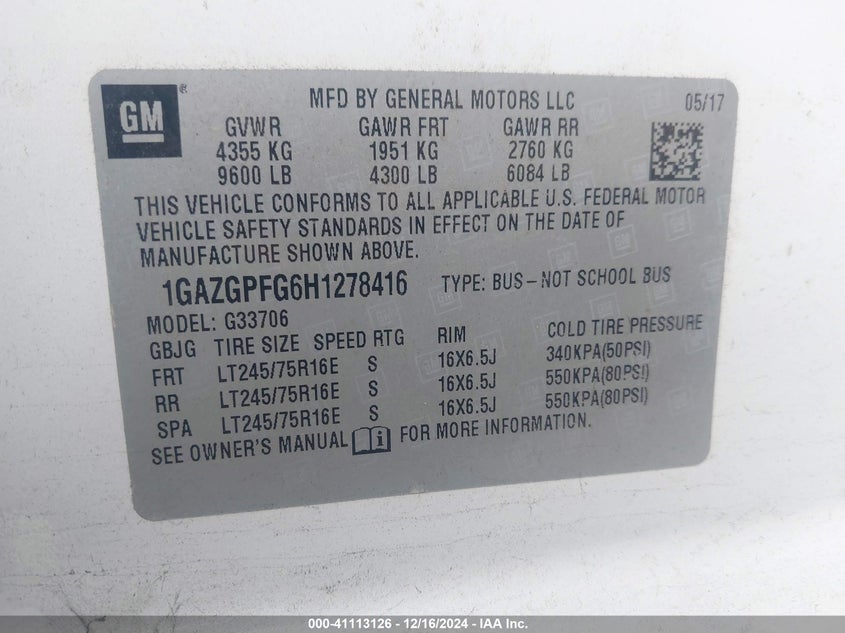 GM®
MFD BY GENERAL MOTORS LLC 05/17
GVWR GAWR FRT GAWR RR
4355 KG 1951 KG 2760 KG
9600 LB 4300 LB 6084 LB
THIS VEHICLE CONFORMS TO ALL APPLICABLE U.S. FEDERAL MOTOR
VEHICLE SAFETY STANDARDS IN EFFECT ON THE DATE OF
MANUFACTURE SHOWN ABOVE.
1GAZGPFG6H1278416 TYPE: BUS–NOT SCHOOL BUS
MODEL: G33706
GBJG TIRE SIZE SPEED RTG RIM COLD TIRE PRESSURE
FRT LT245/75R16E S 16X6.5J 340KPA(50PSI)
RR LT245/75R16E S 16X6.5J 550KPA(80PSI)
SPA LT245/75R16E S 16X6.5J 550KPA(80PSI)
SEE OWNER'S MANUAL FOR MORE INFORMATION.
000-41113126 - 12/16/2024 - IAA Inc.